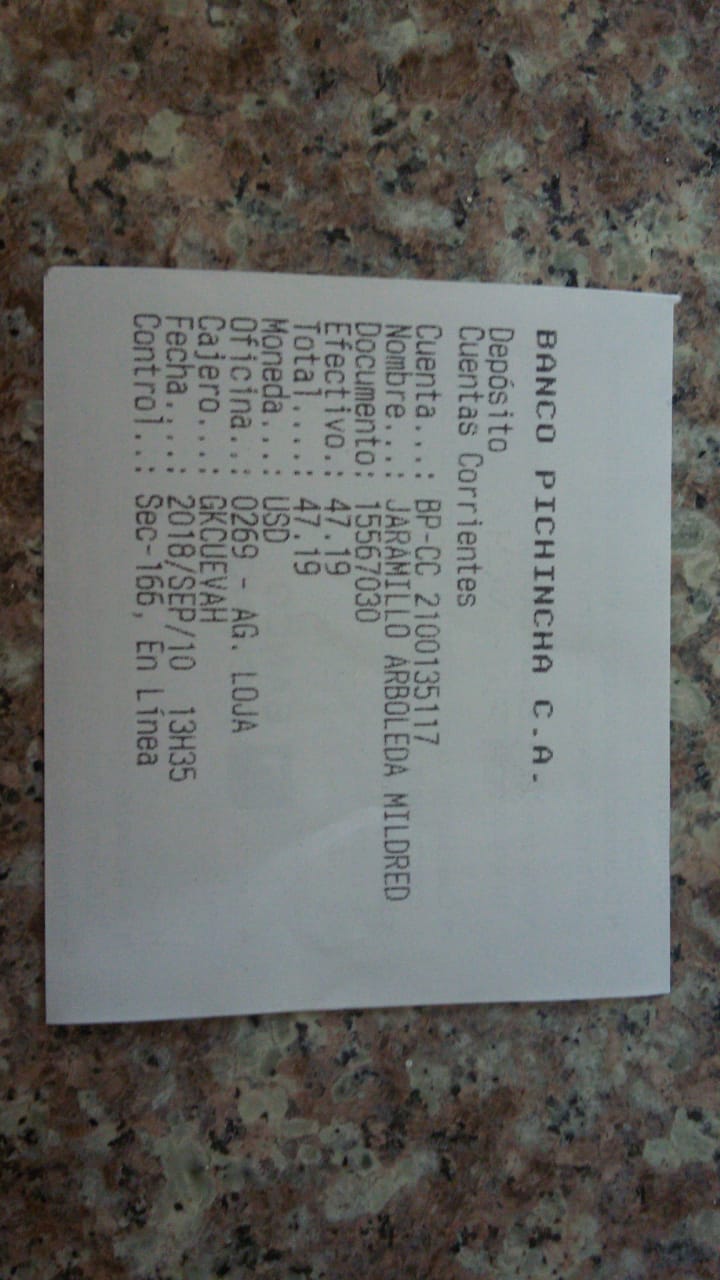 BANCO PICHINCHA C.A.
Depósito
Cuentas Corrientes
Cuenta...: BP-CC 2100135117
Nombre...: JARAMILLO ARBOLEDA MILDRED
Documento: 15567030
Efectivo.: 47.19
Total....: 47.19
Moneda...: USD
Oficina..: 0269 - AG. LOJA
Cajero...: GKCUEVAH
Fecha....: 2018/SEP/10  13H35
Control..: Sec-166, En Línea